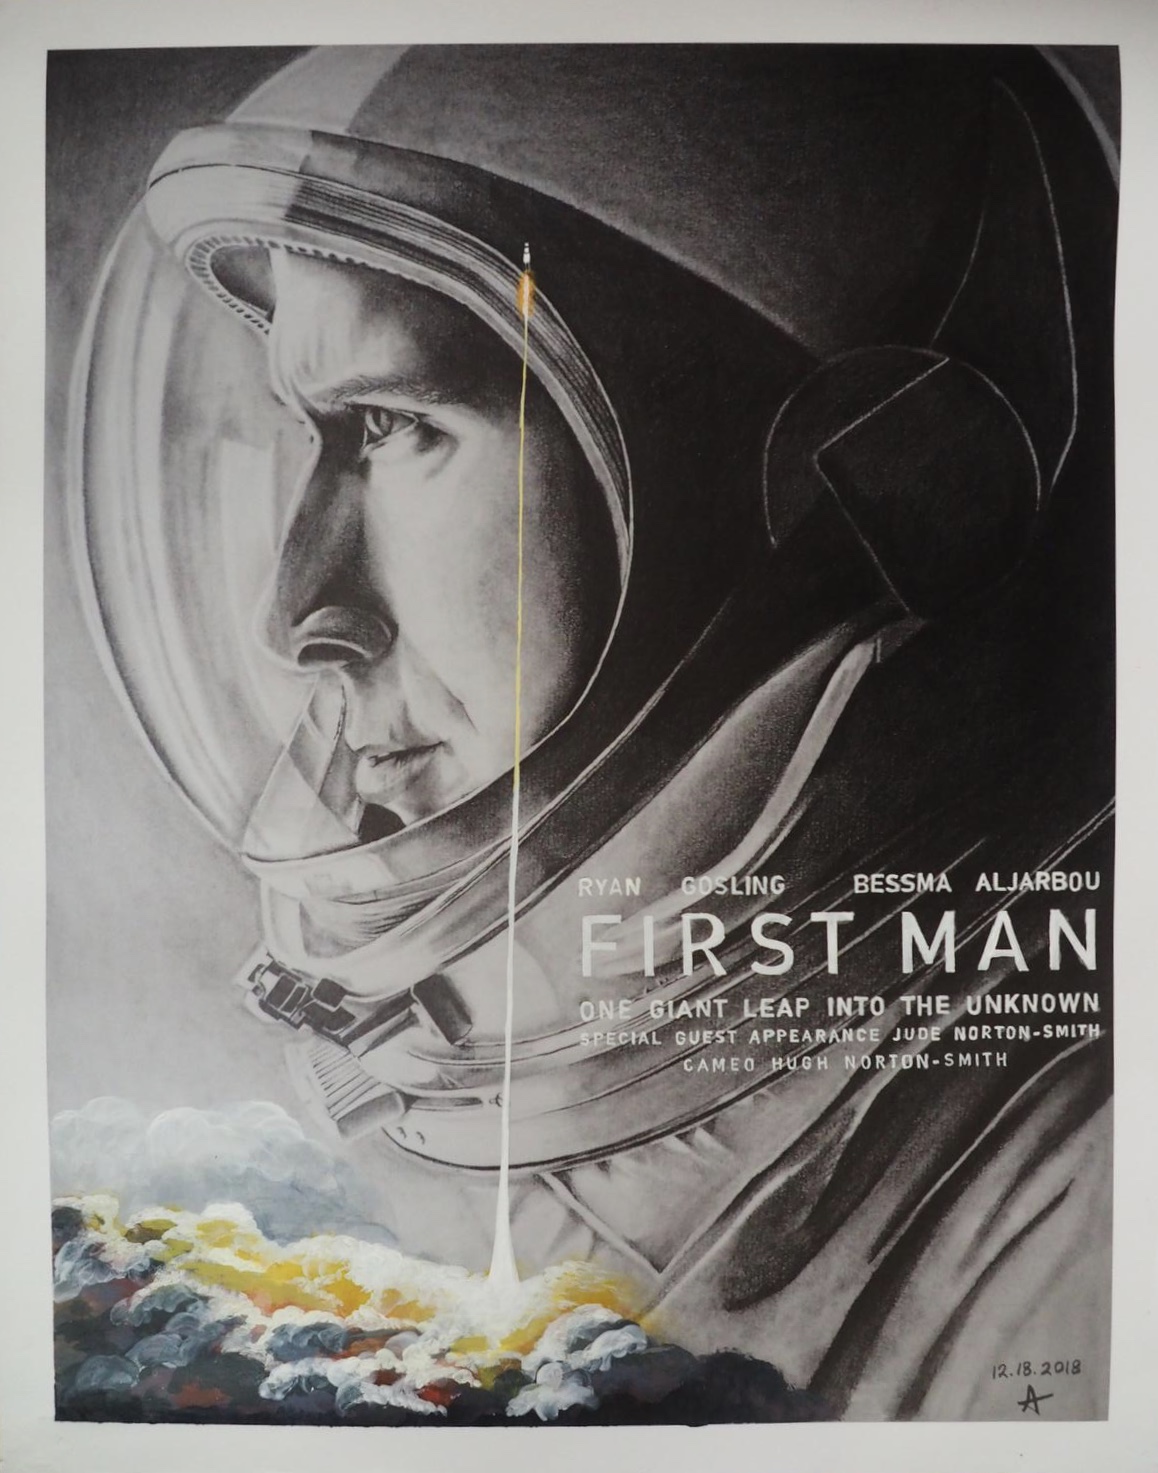 RYAN GOSLING BESSMA ALJARBOU
FIRST MAN
ONE GIANT LEAP INTO THE UNKNOWN
SPECIAL GUEST APPEARANCE JUDE NORTON-SMITH
CAMEO HUGH NORTON-SMITH
12.18.2018
A